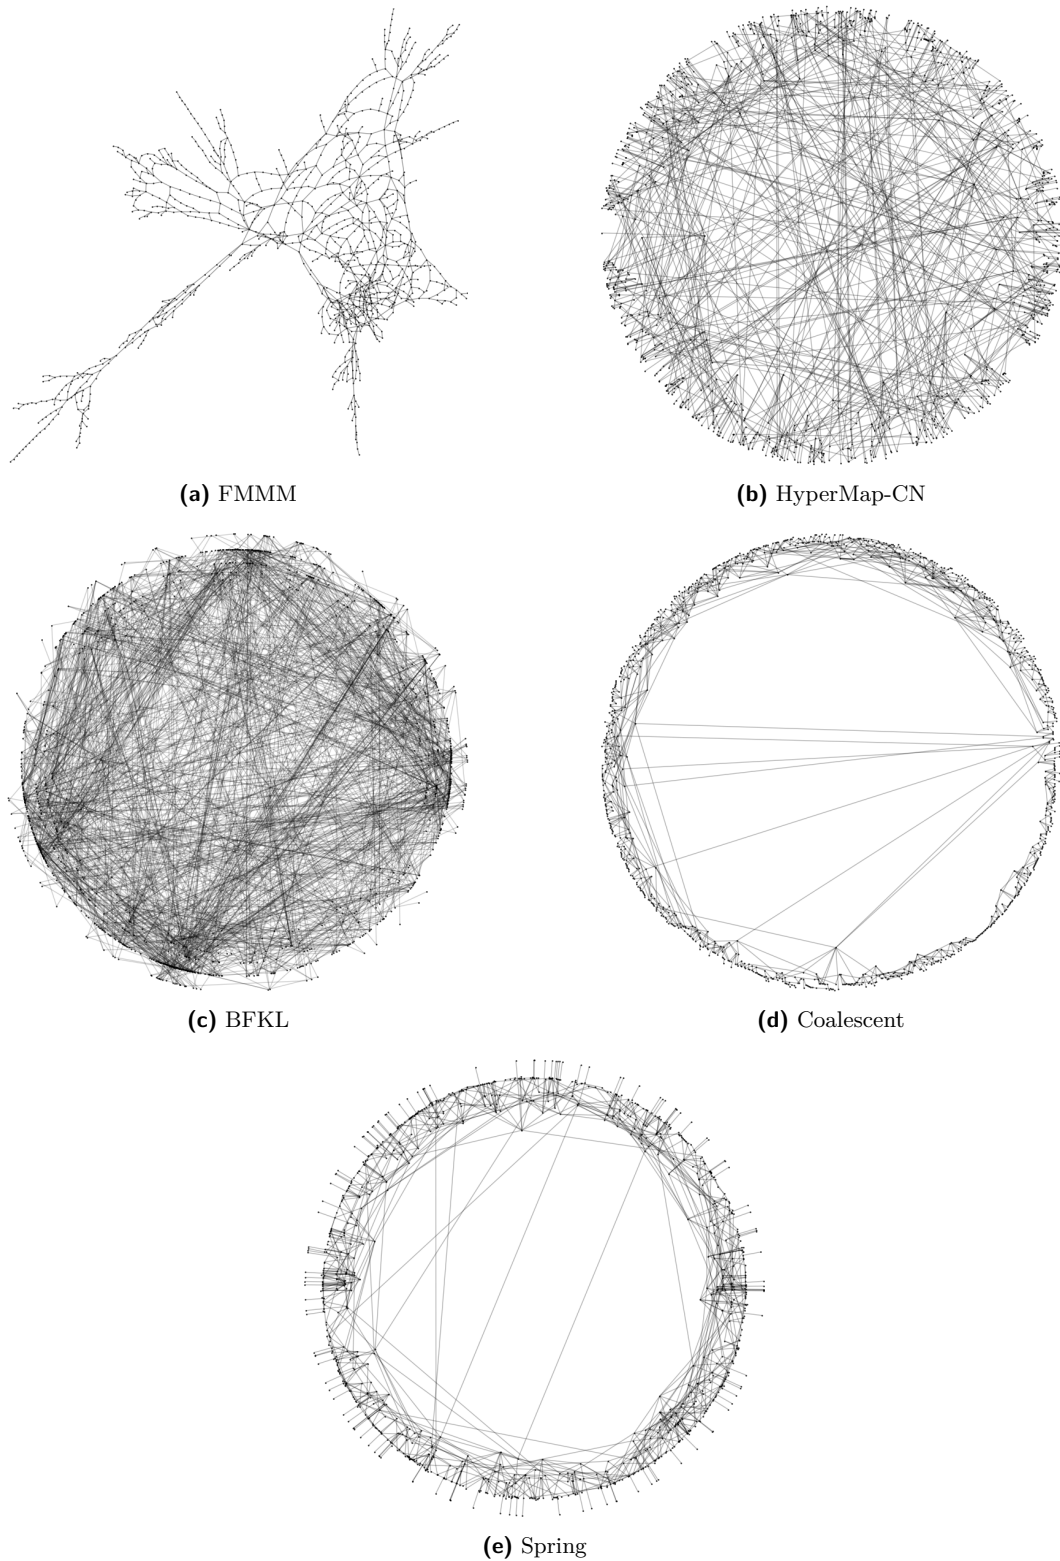 (a) FMMM
(b) HyperMap-CN
(c) BFKL
(d) Coalescent
(e) Spring